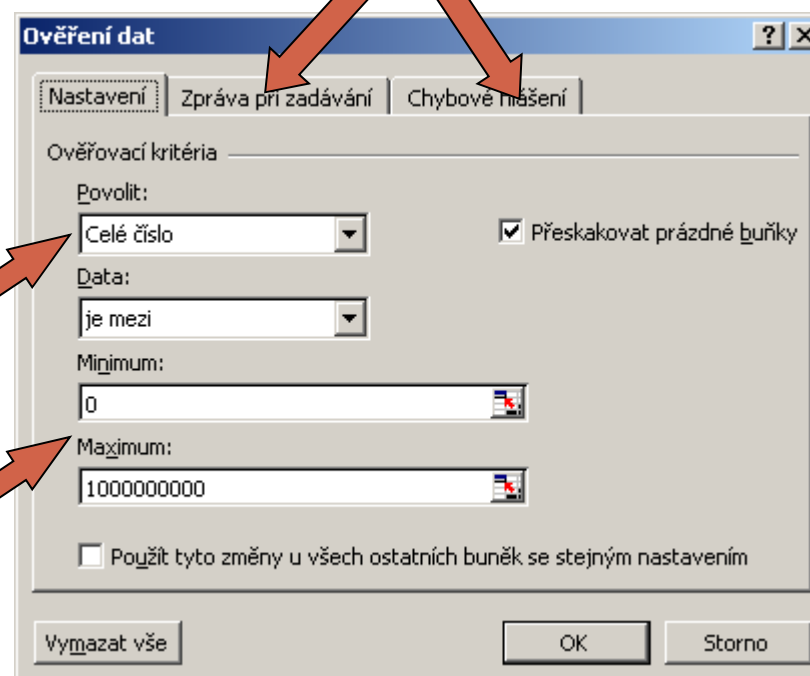 Ověření dat
Nastavení
Zpráva při zadávání
Chybové hlášení
Ověřovací kritéria
Povolit:
Celé číslo
Přeskakovat prázdné buňky
Data:
je mezi
Minimum:
0
Maximum:
1000000000
Použít tyto změny u všech ostatních buněk se stejným nastavením
Vymazat vše
OK
Storno